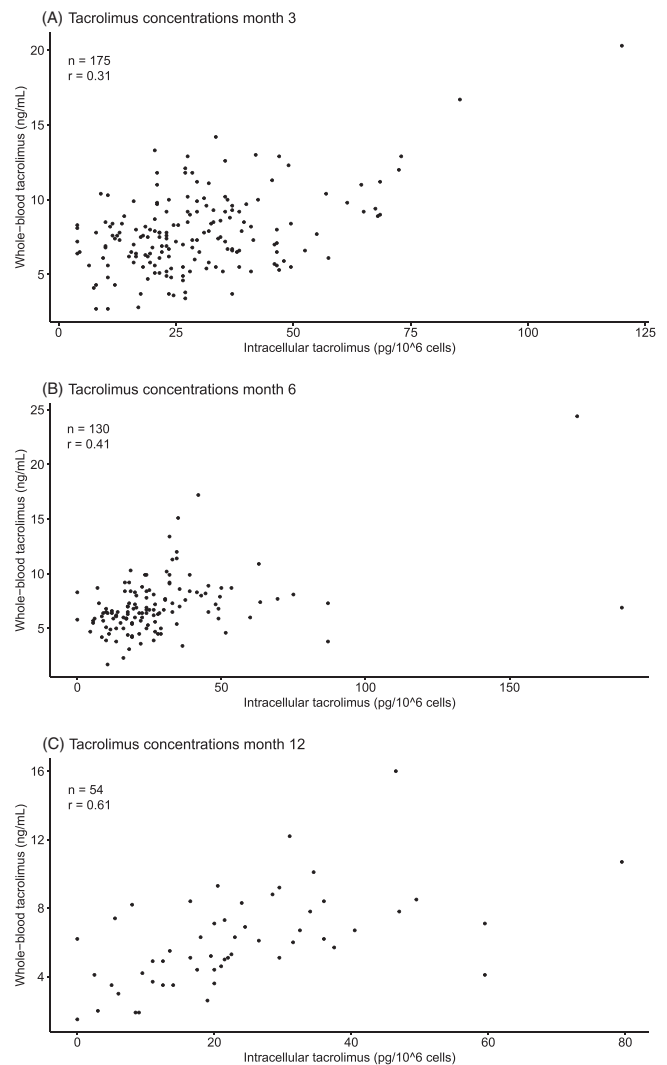 (A) Tacrolimus concentrations month 3
n = 175
r = 0.31
Whole−blood tacrolimus (ng/mL)
20
15
10
5
0 25 50 75 100 125
Intracellular tacrolimus (pg/10^6 cells)
(B) Tacrolimus concentrations month 6
n = 130
r = 0.41
Whole−blood tacrolimus (ng/mL)
25
20
15
10
5
0 50 100 150
Intracellular tacrolimus (pg/10^6 cells)
(C) Tacrolimus concentrations month 12
n = 54
r = 0.61
Whole−blood tacrolimus (ng/mL)
16
12
8
4
0 20 40 60 80
Intracellular tacrolimus (pg/10^6 cells)